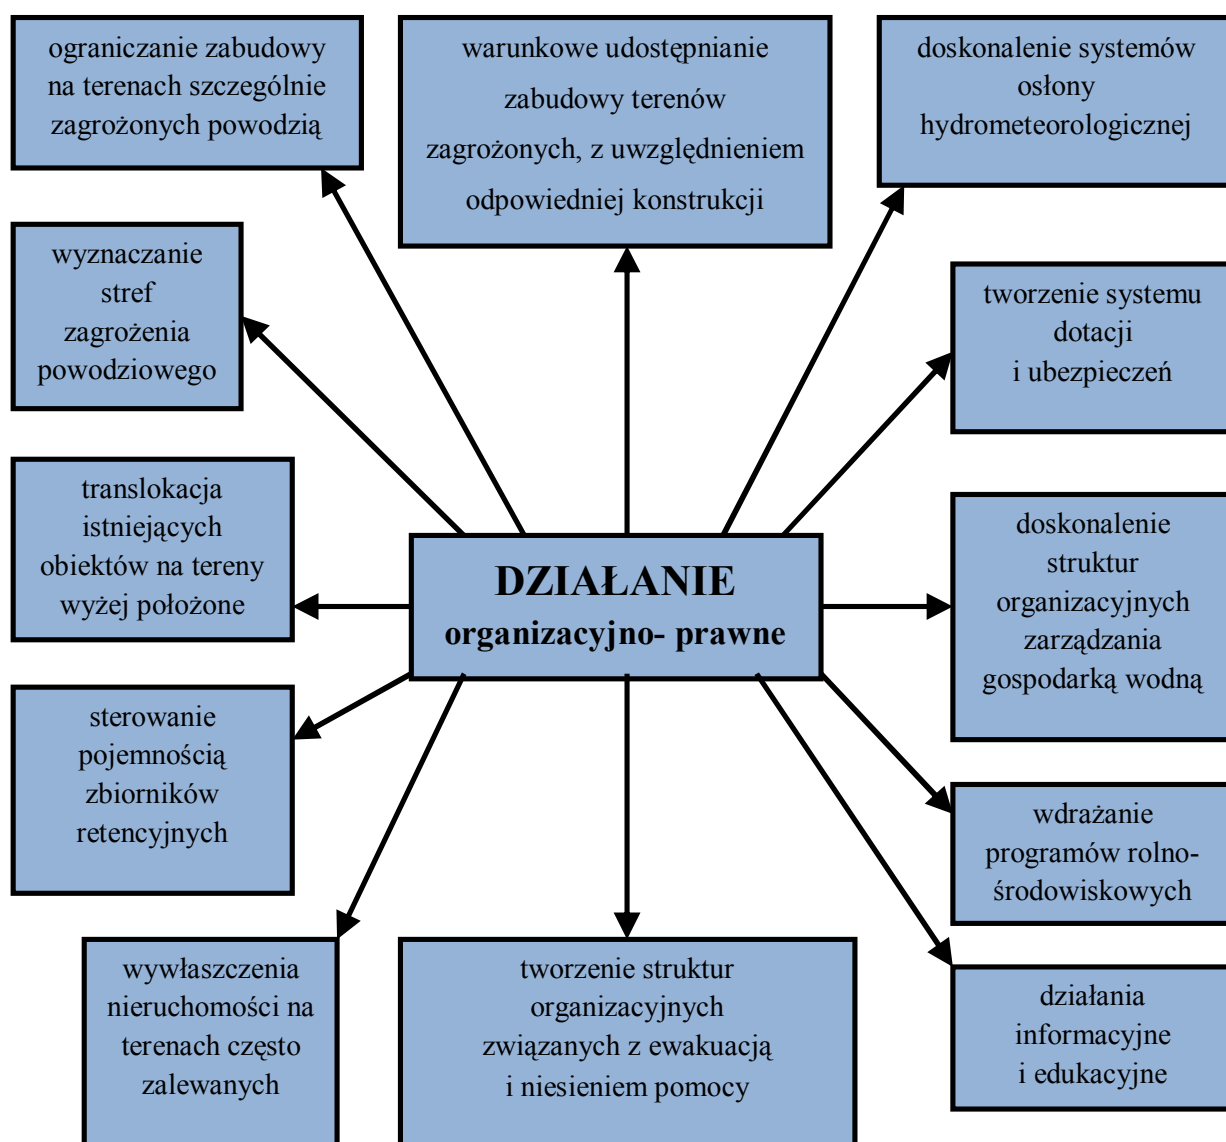 ograniczanie zabudowy
na terenach szczególnie
zagrożonych powodzią
warunkowe udostępnianie
zabudowy terenów
zagrożonych, z uwzględnieniem
odpowiedniej konstrukcji
doskonalenie systemów
osłony
hydrometeorologicznej
wyznaczanie
stref
zagrożenia
powodziowego
tworzenie systemu
dotacji
i ubezpieczeń
translokacja
istniejących
obiektów na tereny
wyżej położone
DZIAŁANIE
organizacyjno- prawne
doskonalenie
struktur
organizacyjnych
zarządzania
gospodarką wodną
sterowanie
pojemnością
zbiorników
retencyjnych
wdrażanie
programów rolno-
środowiskowych
wywłaszczenia
nieruchomości na
terenach często
zalewanych
tworzenie struktur
organizacyjnych
związanych z ewakuacją
i niesieniem pomocy
działania
informacyjne
i edukacyjne